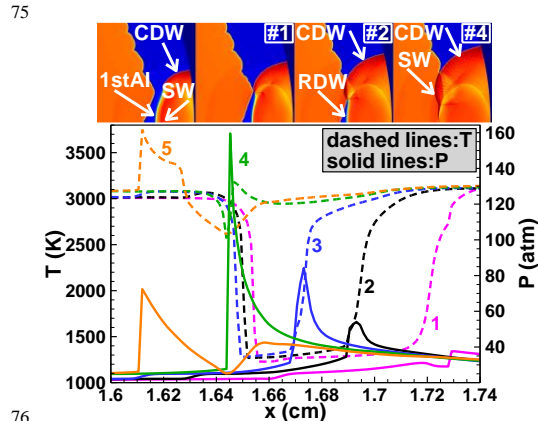 75
CDW #1 #2 CDW #4
1stAI SW RDW SW CDW
dashed lines:T
solid lines:P
3500
3000
2500
2000
1500
1000
T (K)
160
140
120
100
80
60
40
P (atm)
5
4
3
2
1
1.6 1.62 1.64 1.66 1.68 1.7 1.72 1.74
x (cm)
76